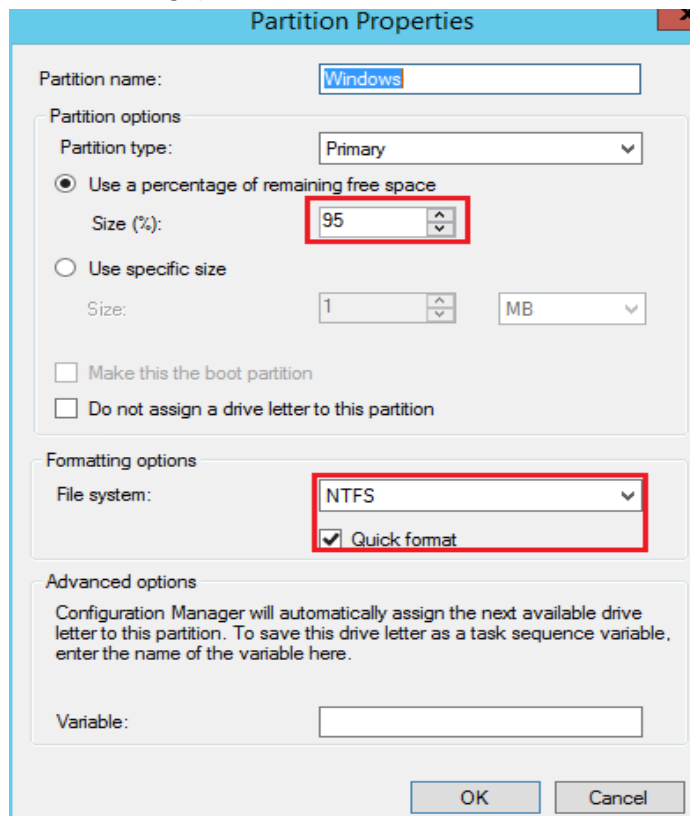 Partition Properties
Partition name: Windows
Partition options
Partition type: Primary
Use a percentage of remaining free space
Size (%): 95
Use specific size
Size: 1 MB
Make this the boot partition
Do not assign a drive letter to this partition
Formatting options
File system: NTFS
Quick format
Advanced options
Configuration Manager will automatically assign the next available drive
letter to this partition. To save this drive letter as a task sequence variable,
enter the name of the variable here.
Variable:
OK Cancel